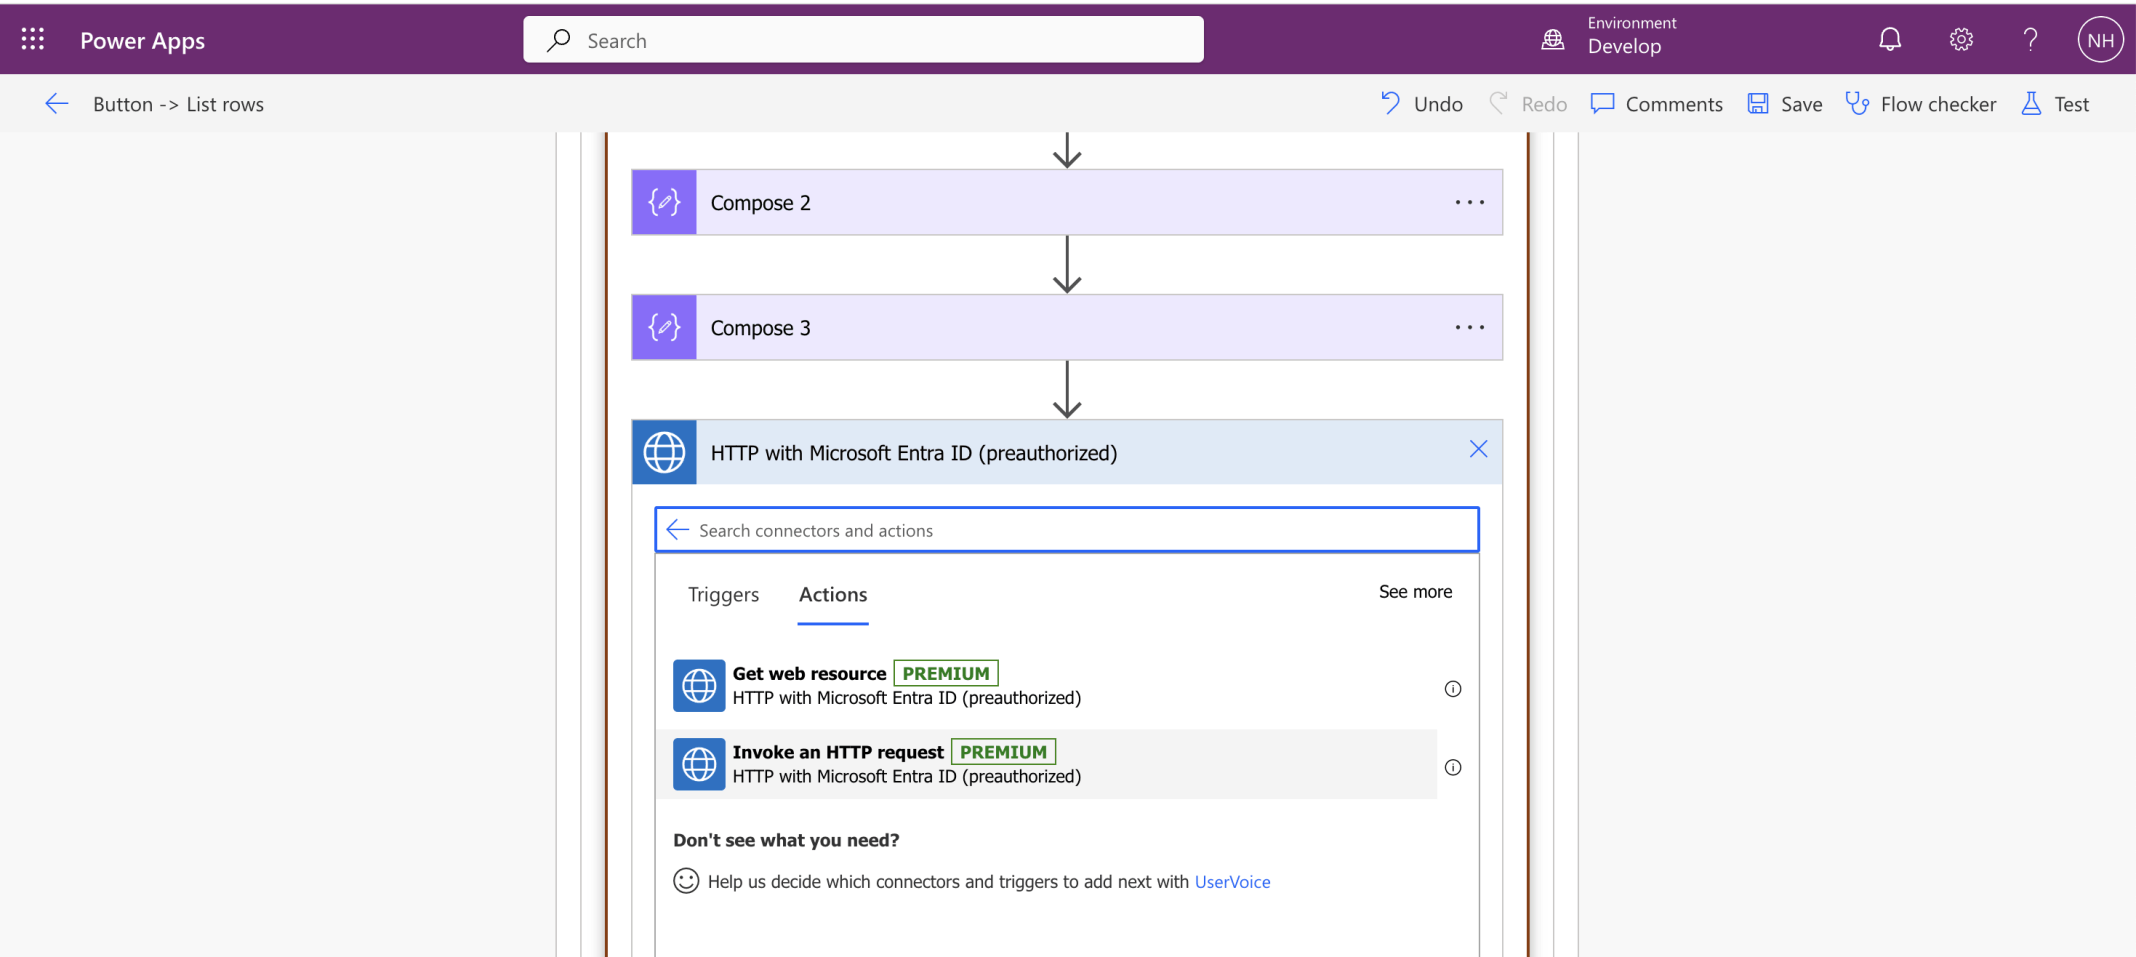 Power Apps
Search
Environment
Develop
NH
Button -> List rows
Undo
Redo
Comments
Save
Flow checker
Test
Compose 2
Compose 3
HTTP with Microsoft Entra ID (preauthorized)
Search connectors and actions
Triggers
Actions
See more
Get web resource PREMIUM
HTTP with Microsoft Entra ID (preauthorized)
Invoke an HTTP request PREMIUM
HTTP with Microsoft Entra ID (preauthorized)
Don't see what you need?
Help us decide which connectors and triggers to add next with UserVoice